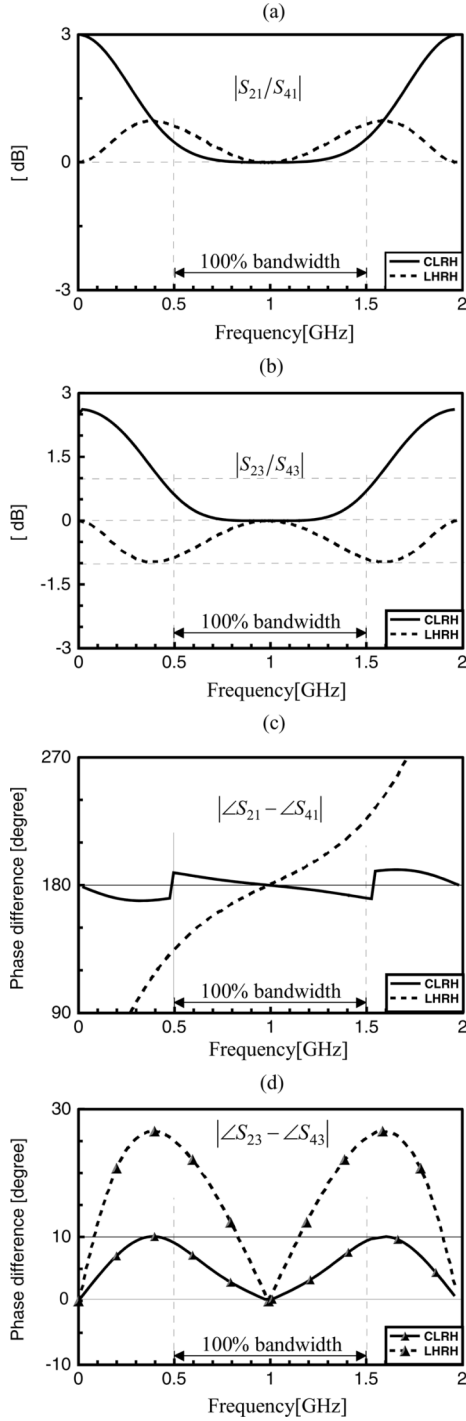 (a)
3
|S21/S41|
[ dB]
0
100% bandwidth
CLRH
LHRH
-3
0 0.5 1 1.5 2
Frequency[GHz]
(b)
3
1.5
|S23/S43|
[ dB]
0
-1.5
100% bandwidth
CLRH
LHRH
-3
0 0.5 1 1.5 2
Frequency[GHz]
(c)
270
|∠S21 − ∠S41|
Phase difference [degree]
180
100% bandwidth
CLRH
LHRH
90
0 0.5 1 1.5 2
Frequency[GHz]
(d)
30
|∠S23 − ∠S43|
Phase difference [degree]
10
0
100% bandwidth
CLRH
LHRH
-10
0 0.5 1 1.5 2
Frequency[GHz]